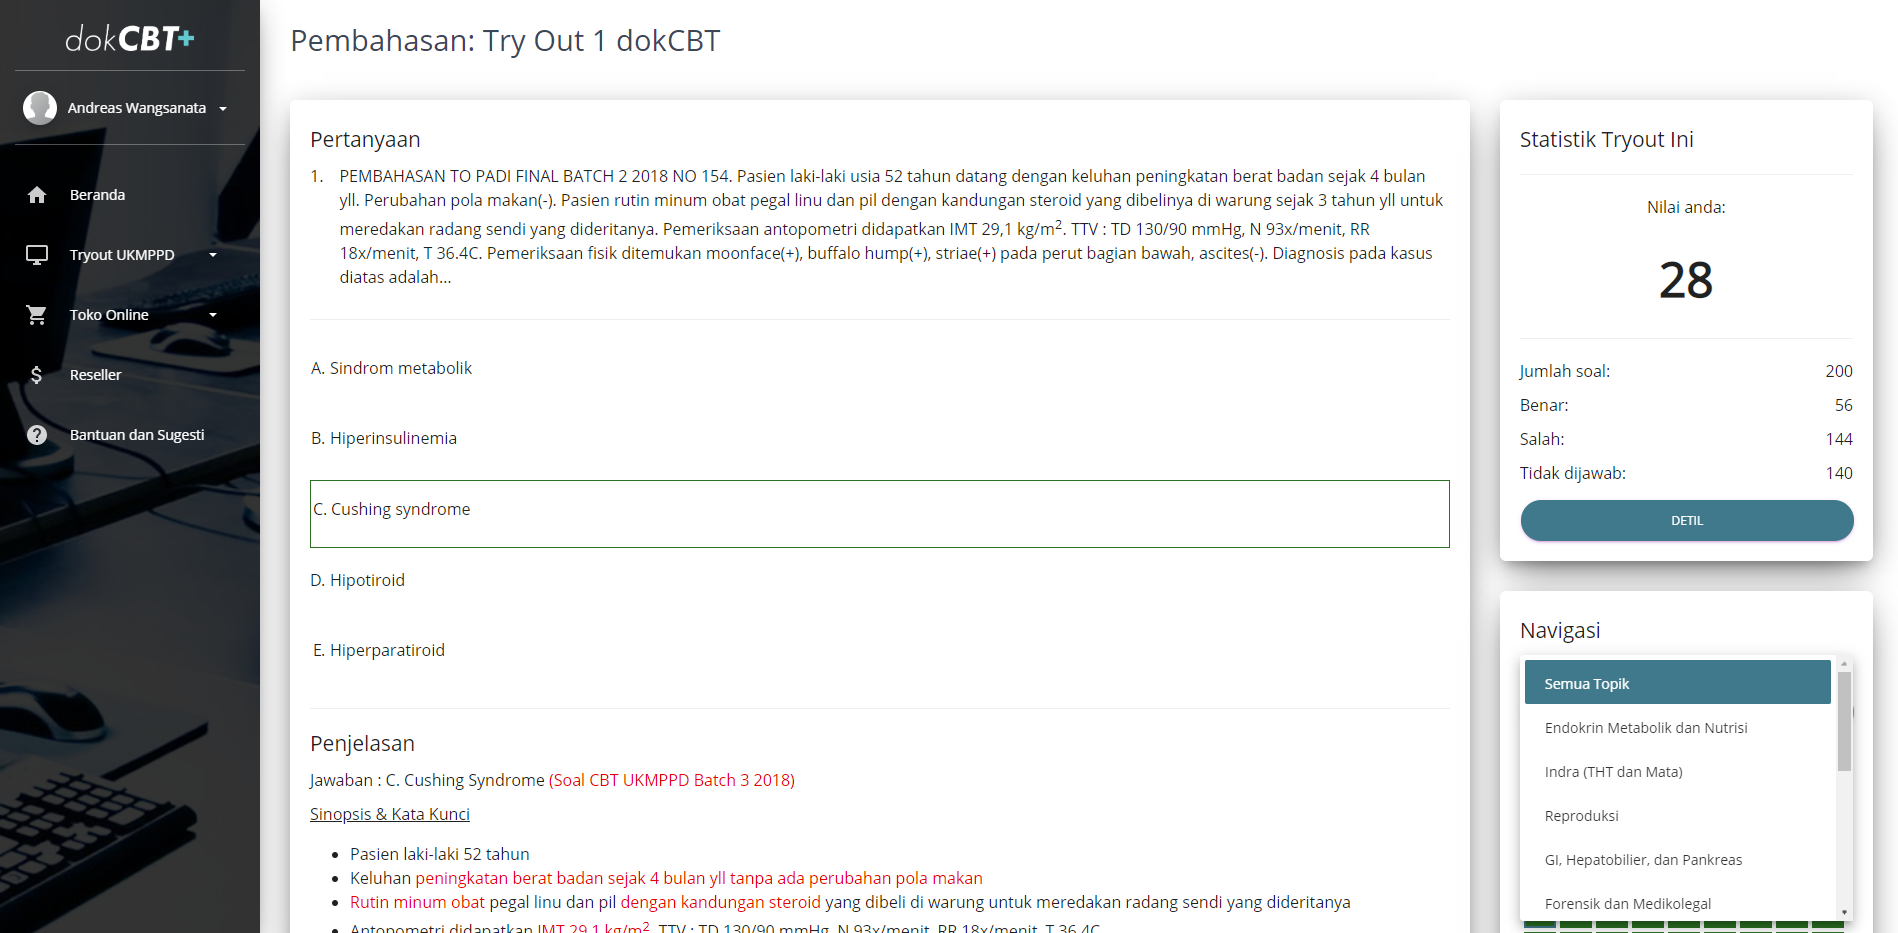 dokCBT+
Andreas Wangsanata
Beranda
Tryout UKMPPD
Toko Online
Reseller
Bantuan dan Sugesti
Pembahasan: Try Out 1 dokCBT
Pertanyaan
1. PEMBAHASAN TO PADI FINAL BATCH 2 2018 NO 154. Pasien laki-laki usia 52 tahun datang dengan keluhan peningkatan berat badan sejak 4 bulan
yll. Perubahan pola makan(-). Pasien rutin minum obat pegal linu dan pil dengan kandungan steroid yang dibelinya di warung sejak 3 tahun yll untuk
meredakan radang sendi yang dideritanya. Pemeriksaan antopometri didapatkan IMT 29,1 kg/m². TTV : TD 130/90 mmHg, N 93x/menit, RR
18x/menit, T 36.4C. Pemeriksaan fisik ditemukan moonface(+), buffalo hump(+), striae(+) pada perut bagian bawah, ascites(-). Diagnosis pada kasus
diatas adalah...
A. Sindrom metabolik
B. Hiperinsulinemia
C. Cushing syndrome
D. Hipotiroid
E. Hiperparatiroid
Penjelasan
Jawaban : C. Cushing Syndrome (Soal CBT UKMPPD Batch 3 2018)
Sinopsis & Kata Kunci
• Pasien laki-laki 52 tahun
• Keluhan peningkatan berat badan sejak 4 bulan yll tanpa ada perubahan pola makan
• Rutin minum obat pegal linu dan pil dengan kandungan steroid yang dibeli di warung untuk meredakan radang sendi yang dideritanya
• Antopometri didapatkan IMT 29,1 kg/m², TTV : TD 130/90 mmHg, N 93x/menit, RR 18x/menit, T 36.4C
Statistik Tryout Ini
Nilai anda:
28
Jumlah soal: 200
Benar: 56
Salah: 144
Tidak dijawab: 140
DETIL
Navigasi
Semua Topik
Endokrin Metabolik dan Nutrisi
Indra (THT dan Mata)
Reproduksi
GI, Hepatobilier, dan Pankreas
Forensik dan Medikolegal